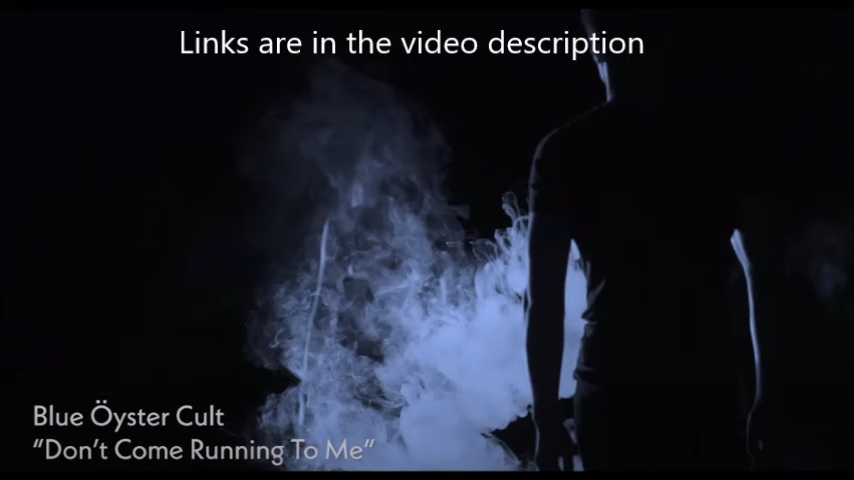 Links are in the video description
Blue Öyster Cult
“Don’t Come Running To Me”